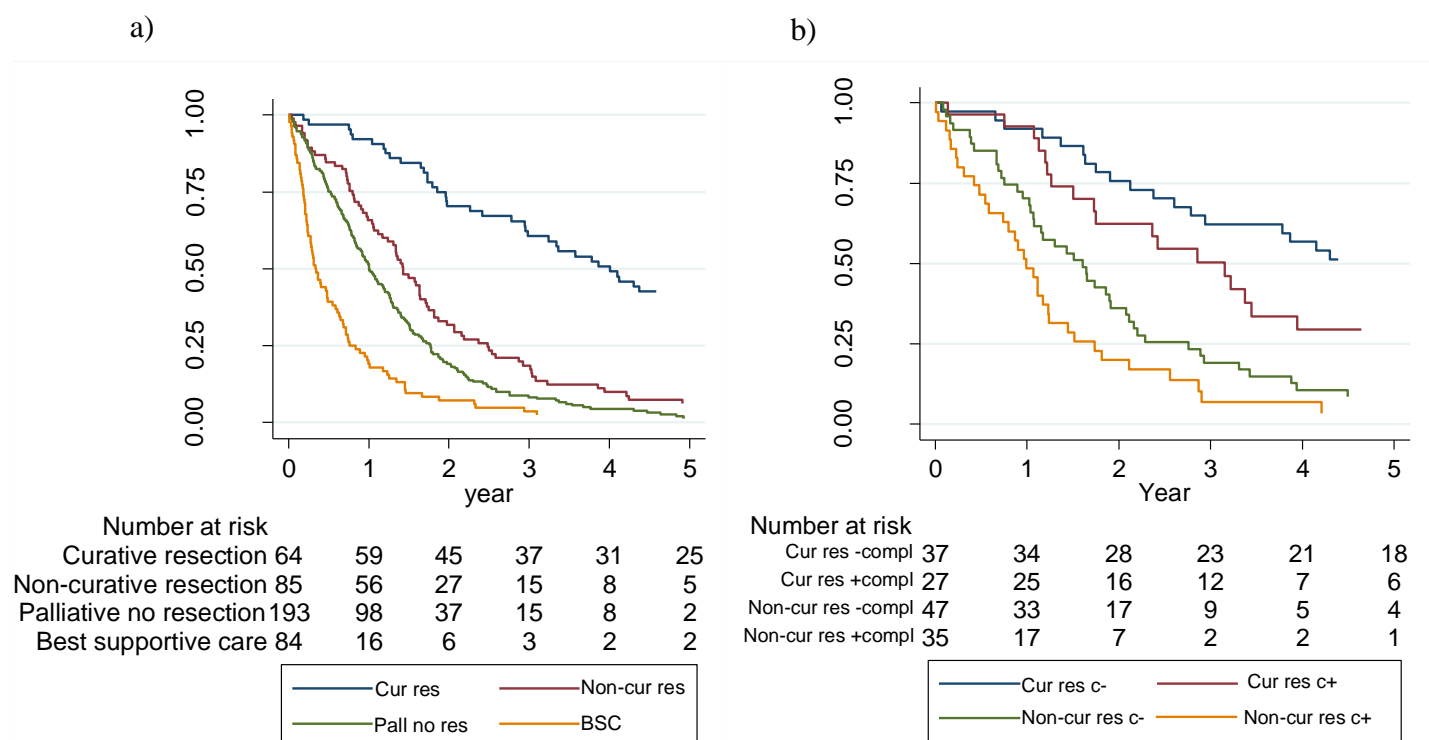 a)
1.00
0.75
0.50
0.25
0.00
0 1 2 3 4 5
year
Number at risk
Curative resection 64 59 45 37 31 25
Non-curative resection 85 56 27 15 8 5
Palliative no resection 193 98 37 15 8 2
Best supportive care 84 16 6 3 2 2
Cur res Non-cur res
Pall no res BSC
b)
1.00
0.75
0.50
0.25
0.00
0 1 2 3 4 5
Year
Number at risk
Cur res -compl 37 34 28 23 21 18
Cur res +compl 27 25 16 12 7 6
Non-cur res -compl 47 33 17 9 5 4
Non-cur res +compl 35 17 7 2 2 1
Cur res c- Cur res c+
Non-cur res c- Non-cur res c+